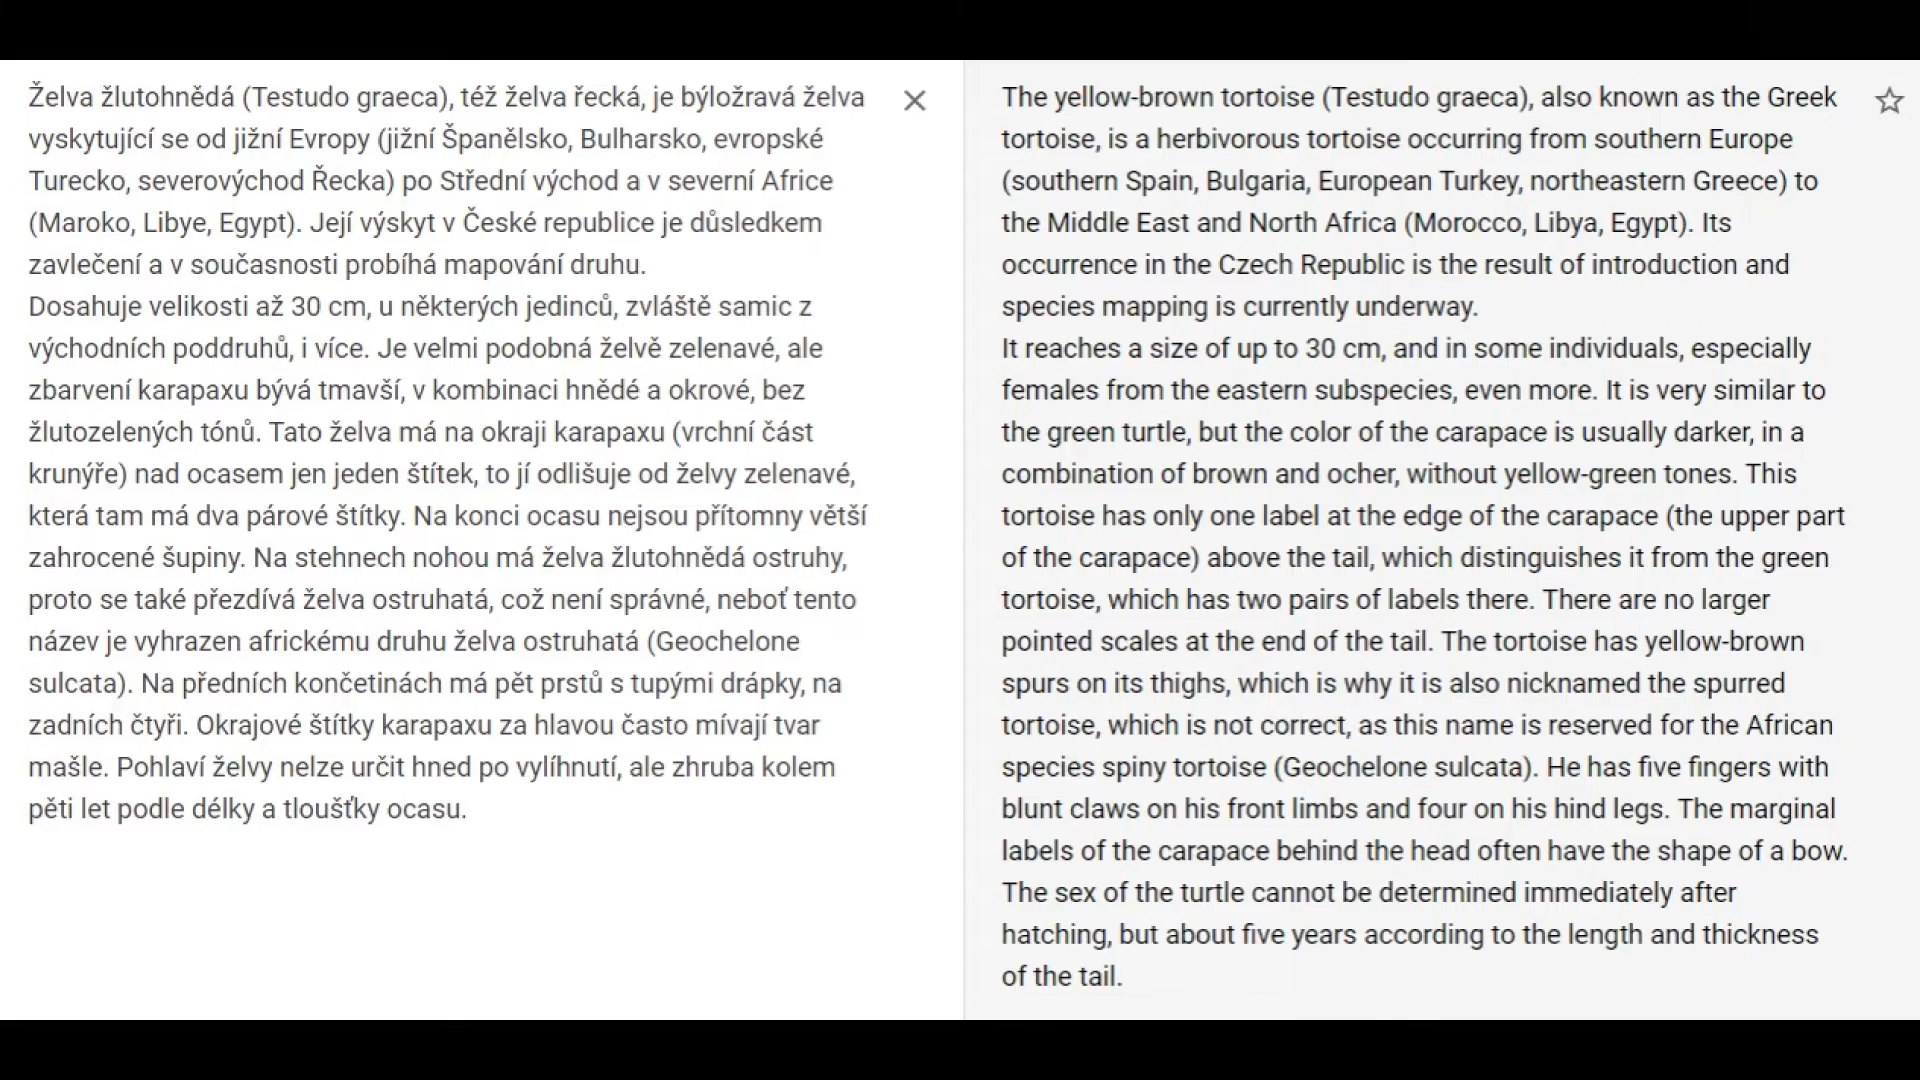 Želva žlutohnědá (Testudo graeca), též želva řecká, je býložravá želva
vyskytující se od jižní Evropy (jižní Španělsko, Bulharsko, evropské
Turecko, severovýchod Řecka) po Střední východ a v severní Africe
(Maroko, Libye, Egypt). Její výskyt v České republice je důsledkem
zavlečení a v současnosti probíhá mapování druhu.
Dosahuje velikosti až 30 cm, u některých jedinců, zvláště samic z
východních poddruhů, i více. Je velmi podobná želvě zelenavé, ale
zbarvení karapaxu bývá tmavší, v kombinaci hnědé a okrové, bez
žlutozelených tónů. Tato želva má na okraji karapaxu (vrchní část
krunýře) nad ocasem jen jeden štítek, to jí odlišuje od želvy zelenavé,
která tam má dva párové štítky. Na konci ocasu nejsou přítomny větší
zahrocené šupiny. Na stehnech nohou má želva žlutohnědá ostruhy,
proto se také přezdívá želva ostruhatá, což není správné, neboť tento
název je vyhrazen africkému druhu želva ostruhatá (Geochelone
sulcata). Na předních končetinách má pět prstů s tupými drápky, na
zadních čtyři. Okrajové štítky karapaxu za hlavou často mívají tvar
mašle. Pohlaví želvy nelze určit hned po vylíhnutí, ale zhruba kolem
pěti let podle délky a tloušťky ocasu.
The yellow-brown tortoise (Testudo graeca), also known as the Greek
tortoise, is a herbivorous tortoise occurring from southern Europe
(southern Spain, Bulgaria, European Turkey, northeastern Greece) to
the Middle East and North Africa (Morocco, Libya, Egypt). Its
occurrence in the Czech Republic is the result of introduction and
species mapping is currently underway.
It reaches a size of up to 30 cm, and in some individuals, especially
females from the eastern subspecies, even more. It is very similar to
the green turtle, but the color of the carapace is usually darker, in a
combination of brown and ocher, without yellow-green tones. This
tortoise has only one label at the edge of the carapace (the upper part
of the carapace) above the tail, which distinguishes it from the green
tortoise, which has two pairs of labels there. There are no larger
pointed scales at the end of the tail. The tortoise has yellow-brown
spurs on its thighs, which is why it is also nicknamed the spurred
tortoise, which is not correct, as this name is reserved for the African
species spiny tortoise (Geochelone sulcata). He has five fingers with
blunt claws on his front limbs and four on his hind legs. The marginal
labels of the carapace behind the head often have the shape of a bow.
The sex of the turtle cannot be determined immediately after
hatching, but about five years according to the length and thickness
of the tail.